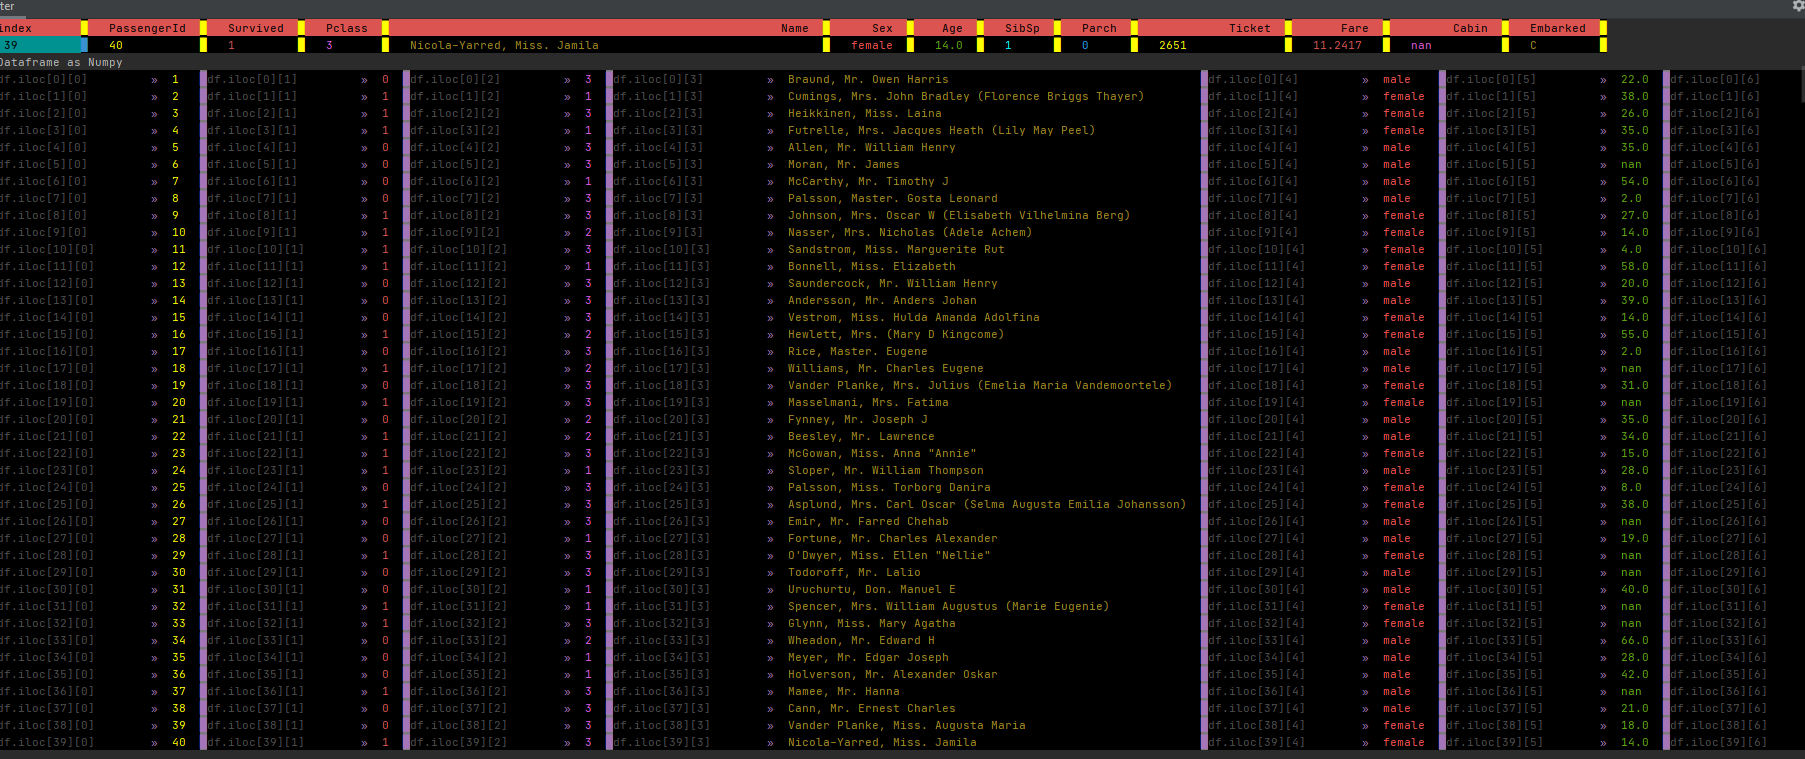 ter
index PassengerId Survived Pclass Name Sex Age SibSp Parch Ticket Fare Cabin Embarked
39 40 1 3 Nicola-Yarred, Miss. Jamila female 14.0 1 0 2651 11.2417 nan C
Dataframe as Numpy
df.iloc[0][0] » 1 df.iloc[0][1] » 0 df.iloc[0][2] » 3 df.iloc[0][3] » Braund, Mr. Owen Harris df.iloc[0][4] » male df.iloc[0][5] » 22.0 df.iloc[0][6]
df.iloc[1][0] » 2 df.iloc[1][1] » 1 df.iloc[1][2] » 1 df.iloc[1][3] » Cumings, Mrs. John Bradley (Florence Briggs Thayer) df.iloc[1][4] » female df.iloc[1][5] » 38.0 df.iloc[1][6]
df.iloc[2][0] » 3 df.iloc[2][1] » 1 df.iloc[2][2] » 3 df.iloc[2][3] » Heikkinen, Miss. Laina df.iloc[2][4] » female df.iloc[2][5] » 26.0 df.iloc[2][6]
df.iloc[3][0] » 4 df.iloc[3][1] » 1 df.iloc[3][2] » 1 df.iloc[3][3] » Futrelle, Mrs. Jacques Heath (Lily May Peel) df.iloc[3][4] » female df.iloc[3][5] » 35.0 df.iloc[3][6]
df.iloc[4][0] » 5 df.iloc[4][1] » 0 df.iloc[4][2] » 3 df.iloc[4][3] » Allen, Mr. William Henry df.iloc[4][4] » male df.iloc[4][5] » 35.0 df.iloc[4][6]
df.iloc[5][0] » 6 df.iloc[5][1] » 0 df.iloc[5][2] » 3 df.iloc[5][3] » Moran, Mr. James df.iloc[5][4] » male df.iloc[5][5] » nan df.iloc[5][6]
df.iloc[6][0] » 7 df.iloc[6][1] » 0 df.iloc[6][2] » 1 df.iloc[6][3] » McCarthy, Mr. Timothy J df.iloc[6][4] » male df.iloc[6][5] » 54.0 df.iloc[6][6]
df.iloc[7][0] » 8 df.iloc[7][1] » 0 df.iloc[7][2] » 3 df.iloc[7][3] » Palsson, Master. Gosta Leonard df.iloc[7][4] » male df.iloc[7][5] » 2.0 df.iloc[7][6]
df.iloc[8][0] » 9 df.iloc[8][1] » 1 df.iloc[8][2] » 3 df.iloc[8][3] » Johnson, Mrs. Oscar W (Elisabeth Vilhelmina Berg) df.iloc[8][4] » female df.iloc[8][5] » 27.0 df.iloc[8][6]
df.iloc[9][0] » 10 df.iloc[9][1] » 1 df.iloc[9][2] » 2 df.iloc[9][3] » Nasser, Mrs. Nicholas (Adele Achem) df.iloc[9][4] » female df.iloc[9][5] » 14.0 df.iloc[9][6]
df.iloc[10][0] » 11 df.iloc[10][1] » 1 df.iloc[10][2] » 3 df.iloc[10][3] » Sandstrom, Miss. Marguerite Rut df.iloc[10][4] » female df.iloc[10][5] » 4.0 df.iloc[10][6]
df.iloc[11][0] » 12 df.iloc[11][1] » 1 df.iloc[11][2] » 1 df.iloc[11][3] » Bonnell, Miss. Elizabeth df.iloc[11][4] » female df.iloc[11][5] » 58.0 df.iloc[11][6]
df.iloc[12][0] » 13 df.iloc[12][1] » 0 df.iloc[12][2] » 3 df.iloc[12][3] » Saundercock, Mr. William Henry df.iloc[12][4] » male df.iloc[12][5] » 20.0 df.iloc[12][6]
df.iloc[13][0] » 14 df.iloc[13][1] » 0 df.iloc[13][2] » 3 df.iloc[13][3] » Andersson, Mr. Anders Johan df.iloc[13][4] » male df.iloc[13][5] » 39.0 df.iloc[13][6]
df.iloc[14][0] » 15 df.iloc[14][1] » 0 df.iloc[14][2] » 3 df.iloc[14][3] » Vestrom, Miss. Hulda Amanda Adolfina df.iloc[14][4] » female df.iloc[14][5] » 14.0 df.iloc[14][6]
df.iloc[15][0] » 16 df.iloc[15][1] » 1 df.iloc[15][2] » 2 df.iloc[15][3] » Hewlett, Mrs. (Mary D Kingcome) df.iloc[15][4] » female df.iloc[15][5] » 55.0 df.iloc[15][6]
df.iloc[16][0] » 17 df.iloc[16][1] » 0 df.iloc[16][2] » 3 df.iloc[16][3] » Rice, Master. Eugene df.iloc[16][4] » male df.iloc[16][5] » 2.0 df.iloc[16][6]
df.iloc[17][0] » 18 df.iloc[17][1] » 1 df.iloc[17][2] » 2 df.iloc[17][3] » Williams, Mr. Charles Eugene df.iloc[17][4] » male df.iloc[17][5] » nan df.iloc[17][6]
df.iloc[18][0] » 19 df.iloc[18][1] » 0 df.iloc[18][2] » 3 df.iloc[18][3] » Vander Planke, Mrs. Julius (Emelia Maria Vandemoortele) df.iloc[18][4] » female df.iloc[18][5] » 31.0 df.iloc[18][6]
df.iloc[19][0] » 20 df.iloc[19][1] » 1 df.iloc[19][2] » 3 df.iloc[19][3] » Masselmani, Mrs. Fatima df.iloc[19][4] » female df.iloc[19][5] » nan df.iloc[19][6]
df.iloc[20][0] » 21 df.iloc[20][1] » 0 df.iloc[20][2] » 2 df.iloc[20][3] » Fynney, Mr. Joseph J df.iloc[20][4] » male df.iloc[20][5] » 35.0 df.iloc[20][6]
df.iloc[21][0] » 22 df.iloc[21][1] » 1 df.iloc[21][2] » 2 df.iloc[21][3] » Beesley, Mr. Lawrence df.iloc[21][4] » male df.iloc[21][5] » 34.0 df.iloc[21][6]
df.iloc[22][0] » 23 df.iloc[22][1] » 1 df.iloc[22][2] » 3 df.iloc[22][3] » McGowan, Miss. Anna "Annie" df.iloc[22][4] » female df.iloc[22][5] » 15.0 df.iloc[22][6]
df.iloc[23][0] » 24 df.iloc[23][1] » 1 df.iloc[23][2] » 1 df.iloc[23][3] » Sloper, Mr. William Thompson df.iloc[23][4] » male df.iloc[23][5] » 28.0 df.iloc[23][6]
df.iloc[24][0] » 25 df.iloc[24][1] » 0 df.iloc[24][2] » 3 df.iloc[24][3] » Palsson, Miss. Torborg Danira df.iloc[24][4] » female df.iloc[24][5] » 8.0 df.iloc[24][6]
df.iloc[25][0] » 26 df.iloc[25][1] » 1 df.iloc[25][2] » 3 df.iloc[25][3] » Asplund, Mrs. Carl Oscar (Selma Augusta Emilia Johansson) df.iloc[25][4] » female df.iloc[25][5] » 38.0 df.iloc[25][6]
df.iloc[26][0] » 27 df.iloc[26][1] » 0 df.iloc[26][2] » 3 df.iloc[26][3] » Emir, Mr. Farred Chehab df.iloc[26][4] » male df.iloc[26][5] » nan df.iloc[26][6]
df.iloc[27][0] » 28 df.iloc[27][1] » 0 df.iloc[27][2] » 1 df.iloc[27][3] » Fortune, Mr. Charles Alexander df.iloc[27][4] » male df.iloc[27][5] » 19.0 df.iloc[27][6]
df.iloc[28][0] » 29 df.iloc[28][1] » 1 df.iloc[28][2] » 3 df.iloc[28][3] » O'Dwyer, Miss. Ellen "Nellie" df.iloc[28][4] » female df.iloc[28][5] » nan df.iloc[28][6]
df.iloc[29][0] » 30 df.iloc[29][1] » 0 df.iloc[29][2] » 3 df.iloc[29][3] » Todoroff, Mr. Lalio df.iloc[29][4] » male df.iloc[29][5] » nan df.iloc[29][6]
df.iloc[30][0] » 31 df.iloc[30][1] » 0 df.iloc[30][2] » 1 df.iloc[30][3] » Uruchurtu, Don. Manuel E df.iloc[30][4] » male df.iloc[30][5] » 40.0 df.iloc[30][6]
df.iloc[31][0] » 32 df.iloc[31][1] » 1 df.iloc[31][2] » 1 df.iloc[31][3] » Spencer, Mrs. William Augustus (Marie Eugenie) df.iloc[31][4] » female df.iloc[31][5] » nan df.iloc[31][6]
df.iloc[32][0] » 33 df.iloc[32][1] » 1 df.iloc[32][2] » 3 df.iloc[32][3] » Glynn, Miss. Mary Agatha df.iloc[32][4] » female df.iloc[32][5] » nan df.iloc[32][6]
df.iloc[33][0] » 34 df.iloc[33][1] » 0 df.iloc[33][2] » 2 df.iloc[33][3] » Wheadon, Mr. Edward H df.iloc[33][4] » male df.iloc[33][5] » 66.0 df.iloc[33][6]
df.iloc[34][0] » 35 df.iloc[34][1] » 0 df.iloc[34][2] » 1 df.iloc[34][3] » Meyer, Mr. Edgar Joseph df.iloc[34][4] » male df.iloc[34][5] » 28.0 df.iloc[34][6]
df.iloc[35][0] » 36 df.iloc[35][1] » 0 df.iloc[35][2] » 1 df.iloc[35][3] » Holverson, Mr. Alexander Oskar df.iloc[35][4] » male df.iloc[35][5] » 42.0 df.iloc[35][6]
df.iloc[36][0] » 37 df.iloc[36][1] » 1 df.iloc[36][2] » 3 df.iloc[36][3] » Mamee, Mr. Hanna df.iloc[36][4] » male df.iloc[36][5] » nan df.iloc[36][6]
df.iloc[37][0] » 38 df.iloc[37][1] » 0 df.iloc[37][2] » 3 df.iloc[37][3] » Cann, Mr. Ernest Charles df.iloc[37][4] » male df.iloc[37][5] » 21.0 df.iloc[37][6]
df.iloc[38][0] » 39 df.iloc[38][1] » 0 df.iloc[38][2] » 3 df.iloc[38][3] » Vander Planke, Miss. Augusta Maria df.iloc[38][4] » female df.iloc[38][5] » 18.0 df.iloc[38][6]
df.iloc[39][0] » 40 df.iloc[39][1] » 1 df.iloc[39][2] » 3 df.iloc[39][3] » Nicola-Yarred, Miss. Jamila df.iloc[39][4] » female df.iloc[39][5] » 14.0 df.iloc[39][6]